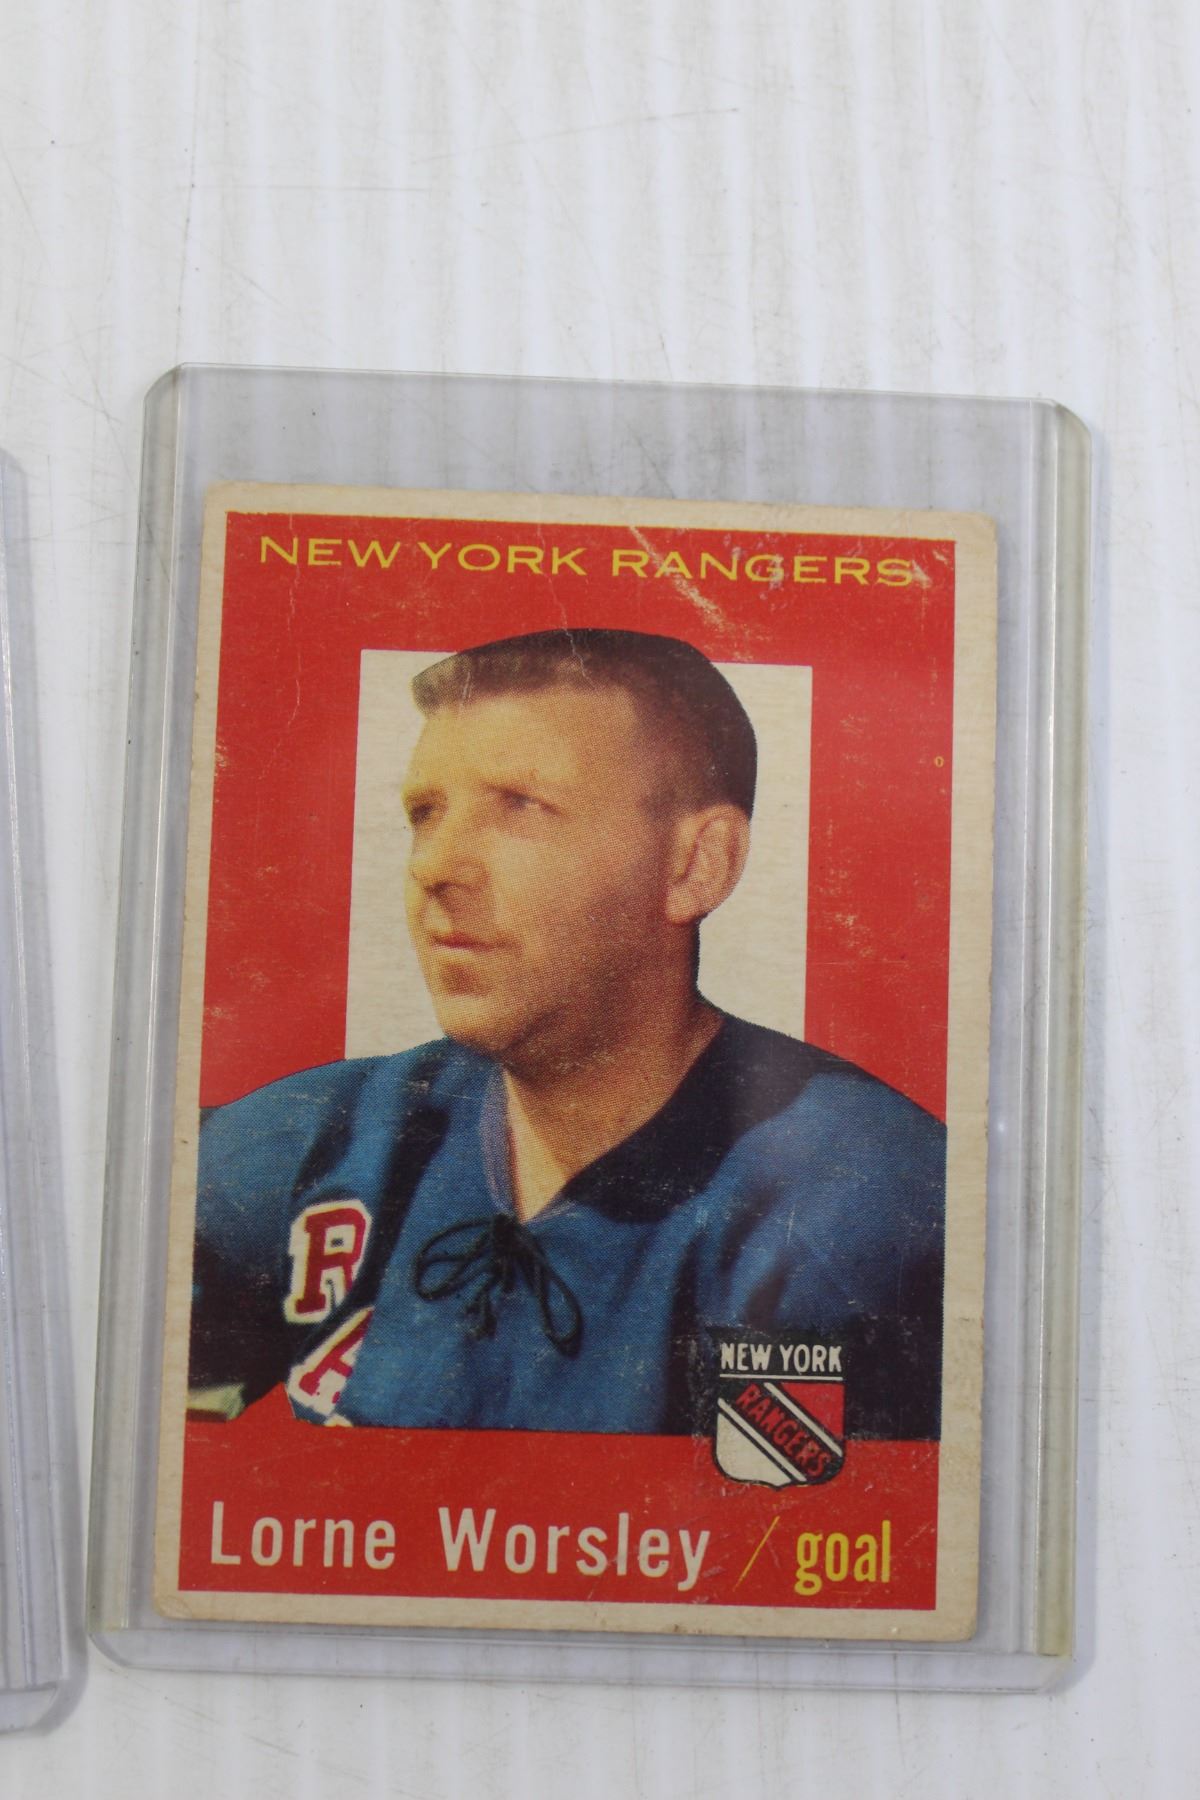 NEW YORK RANGERS
R
A
NEW YORK
RANGERS
Lorne Worsley / goal